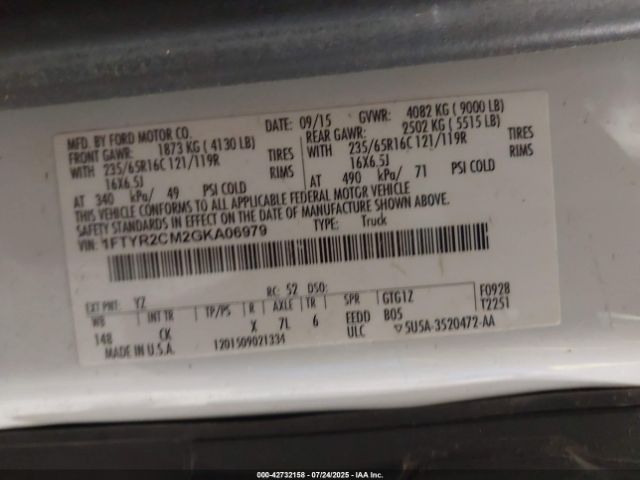 MFD. BY FORD MOTOR CO.
DATE: 09/15 GVWR: 4082 KG ( 9000 LB)
FRONT GAWR: 1873 KG ( 4130 LB)
REAR GAWR: 2502 KG ( 5515 LB)
WITH 235/65R16C 121/119R TIRES
WITH 235/65R16C 121/119R TIRES
16X6.5J RIMS
16X6.5J RIMS
AT 340 kPa/ 49 PSI COLD
AT 490 kPa/ 71 PSI COLD
THIS VEHICLE CONFORMS TO ALL APPLICABLE FEDERAL MOTOR VEHICLE
SAFETY STANDARDS IN EFFECT ON THE DATE OF MANUFACTURE SHOWN ABOVE.
VIN: 1FTYR2CM2GKA06979 TYPE: Truck
EXT PNT: YZ RC: 52 DSO:
WB INT TR TP/PS R AXLE TR SPR GTG1Z F0928
148 CK X 7L 6 EEDD B05 T2251
MADE IN U.S.A. 1201509021334 ULC ▽5U5A-3520472-AA
000-42732158 - 07/24/2025 - IAA Inc.